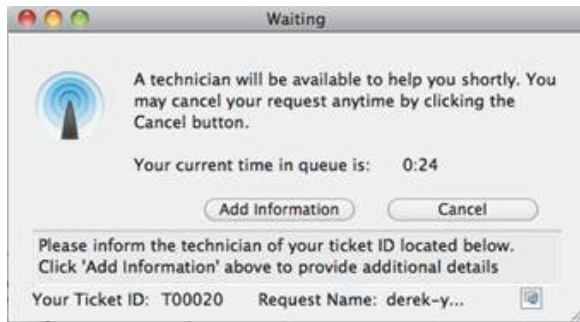 Waiting
A technician will be available to help you shortly. You
may cancel your request anytime by clicking the
Cancel button.
Your current time in queue is: 0:24
Add Information Cancel
Please inform the technician of your ticket ID located below.
Click 'Add Information' above to provide additional details
Your Ticket ID: T00020 Request Name: derek-y...